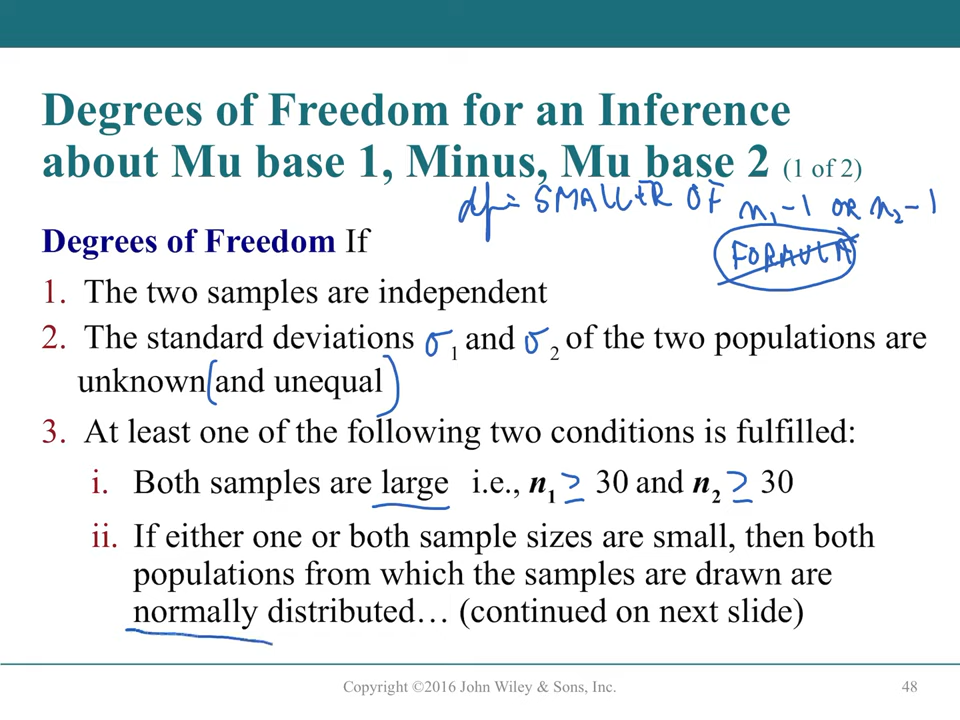 Degrees of Freedom for an Inference
about Mu base 1, Minus, Mu base 2 (1 of 2)
df = SMALLER OF n₁-1 OR n₂-1
Degrees of Freedom If
FORMULA
1. The two samples are independent
2. The standard deviations σ₁ and σ₂ of the two populations are
unknown (and unequal)
3. At least one of the following two conditions is fulfilled:
i. Both samples are large i.e., n₁ ≥ 30 and n₂ ≥ 30
ii. If either one or both sample sizes are small, then both
populations from which the samples are drawn are
normally distributed… (continued on next slide)
Copyright ©2016 John Wiley & Sons, Inc.
48